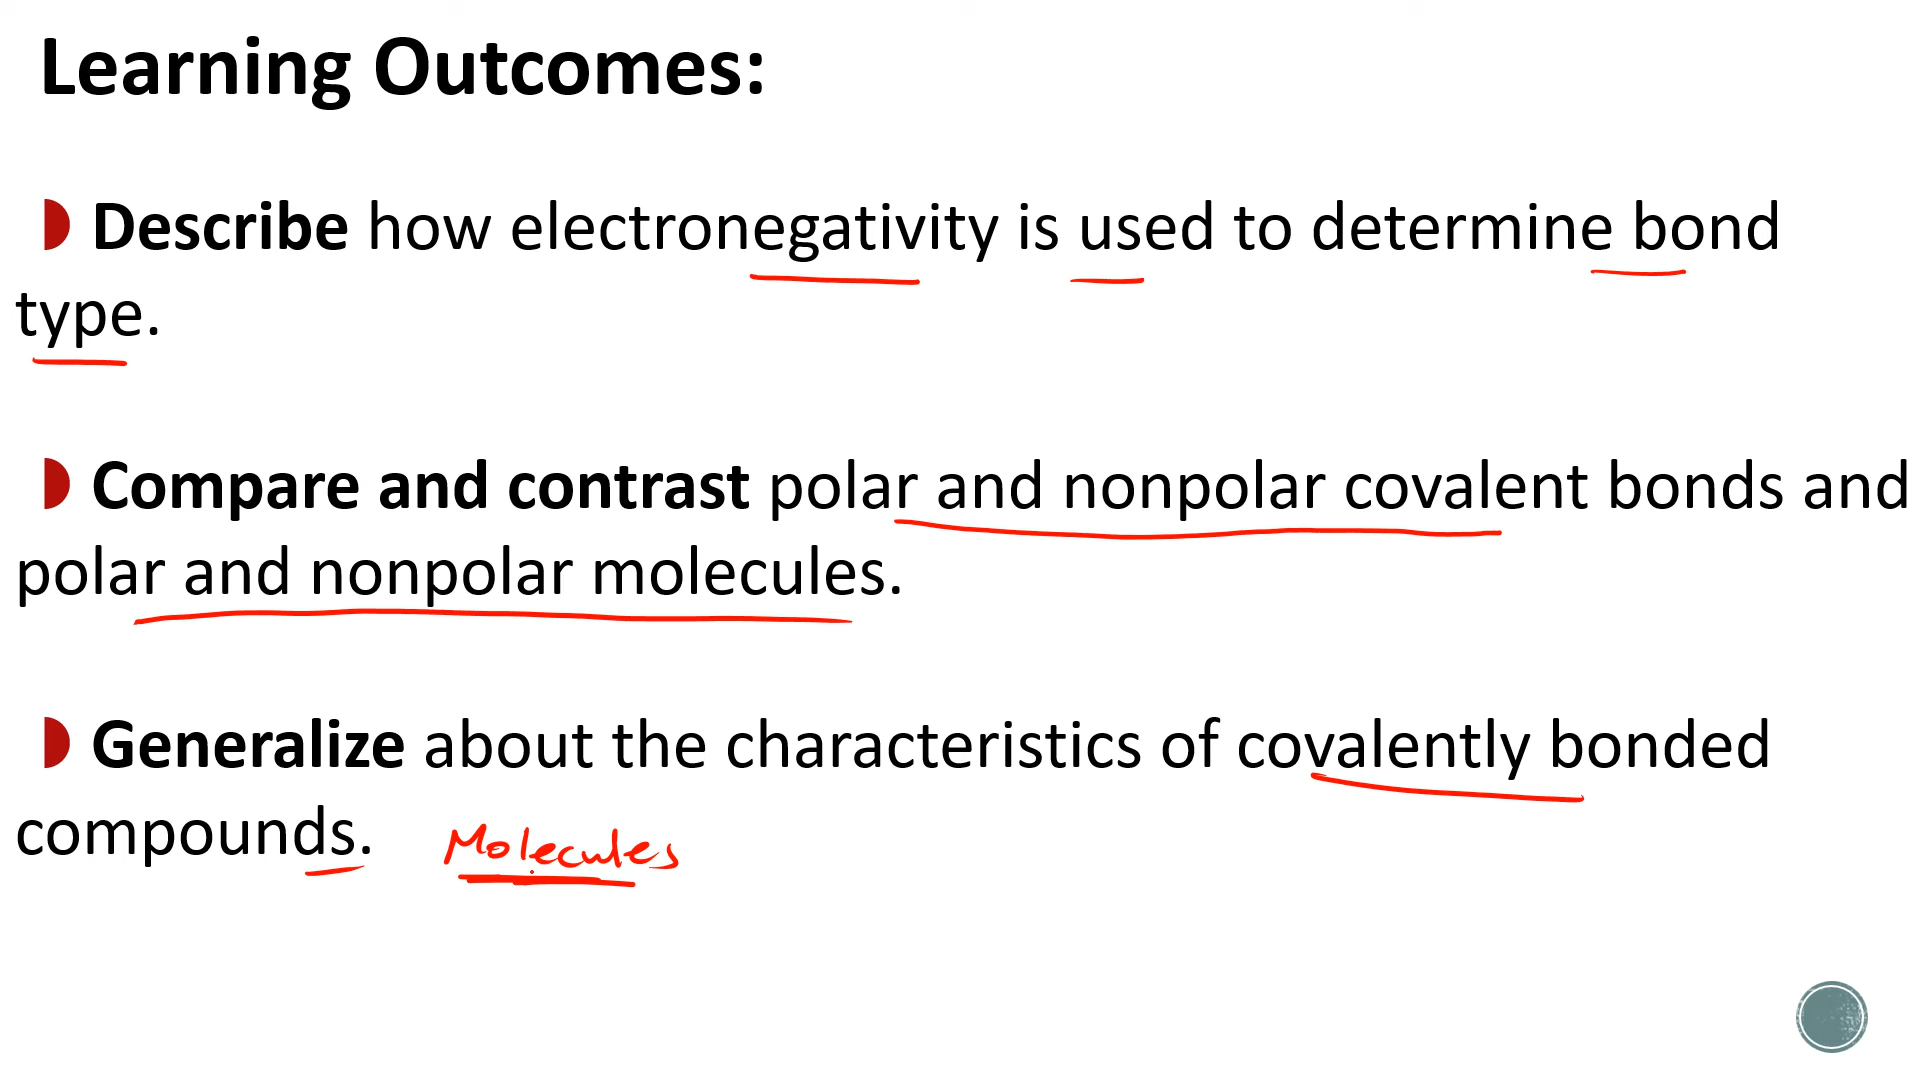 Learning Outcomes:
Describe how electronegativity is used to determine bond
type.
Compare and contrast polar and nonpolar covalent bonds and
polar and nonpolar molecules.
Generalize about the characteristics of covalently bonded
compounds. Molecules